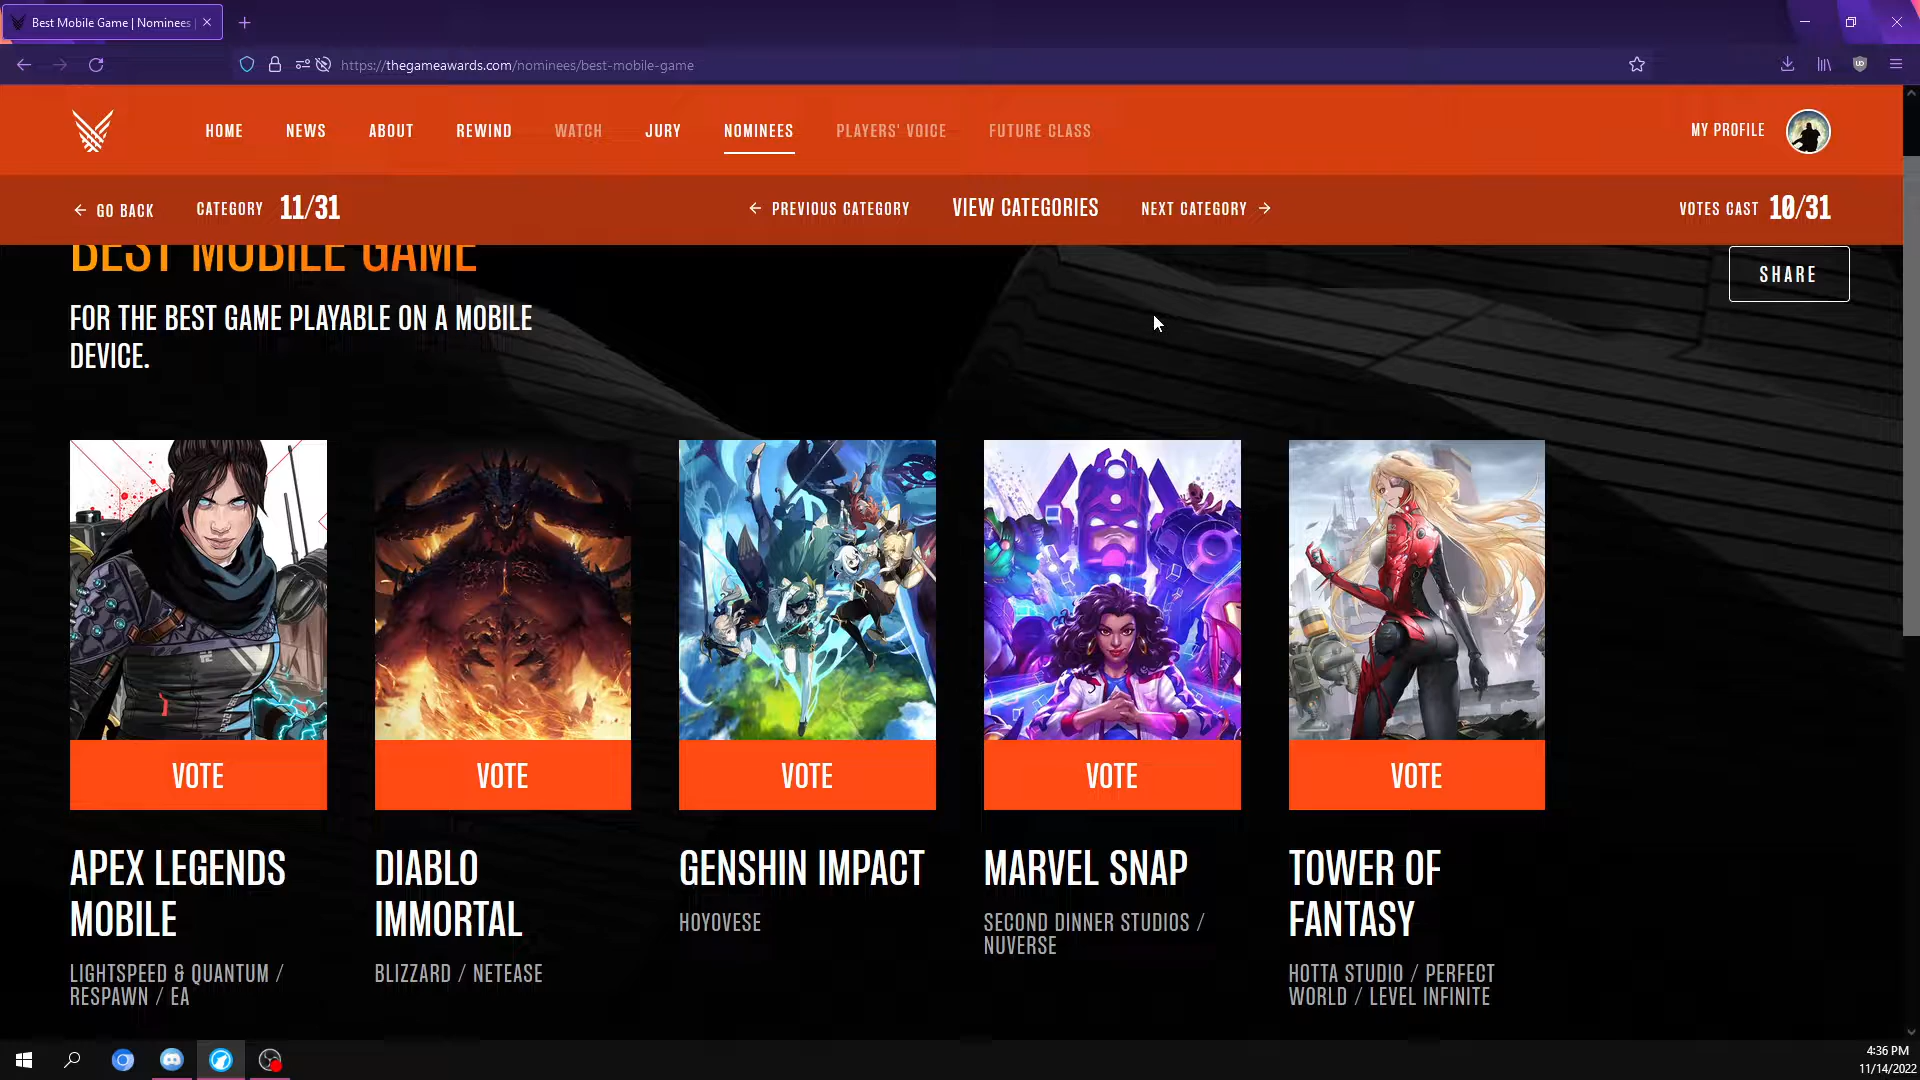 Best Mobile Game | Nominees |
https://thegameawards.com/nominees/best-mobile-game
HOME NEWS ABOUT REWIND WATCH JURY NOMINEES PLAYERS' VOICE FUTURE CLASS MY PROFILE
GO BACK CATEGORY 11/31 PREVIOUS CATEGORY VIEW CATEGORIES NEXT CATEGORY VOTES CAST 10/31
BEST MOBILE GAME
SHARE
FOR THE BEST GAME PLAYABLE ON A MOBILE
DEVICE.
VOTE VOTE VOTE VOTE VOTE
APEX LEGENDS
MOBILE
LIGHTSPEED & QUANTUM /
RESPAWN / EA
DIABLO
IMMORTAL
BLIZZARD / NETEASE
GENSHIN IMPACT
HOYOVESE
MARVEL SNAP
SECOND DINNER STUDIOS /
NUVERSE
TOWER OF
FANTASY
HOTTA STUDIO / PERFECT
WORLD / LEVEL INFINITE
4:36 PM
11/14/2022